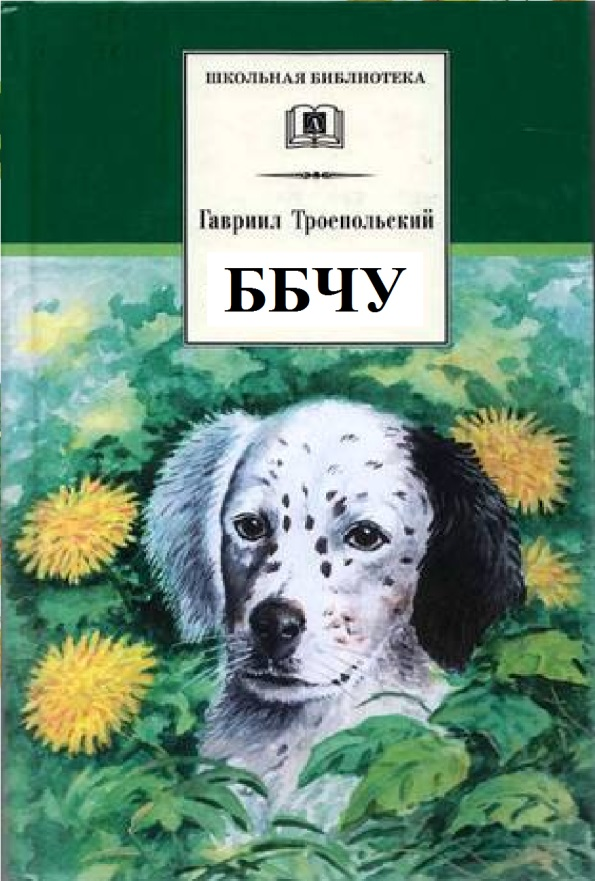 ШКОЛЬНАЯ БИБЛИОТЕКА
Гавриил Троепольский
ББЧУ